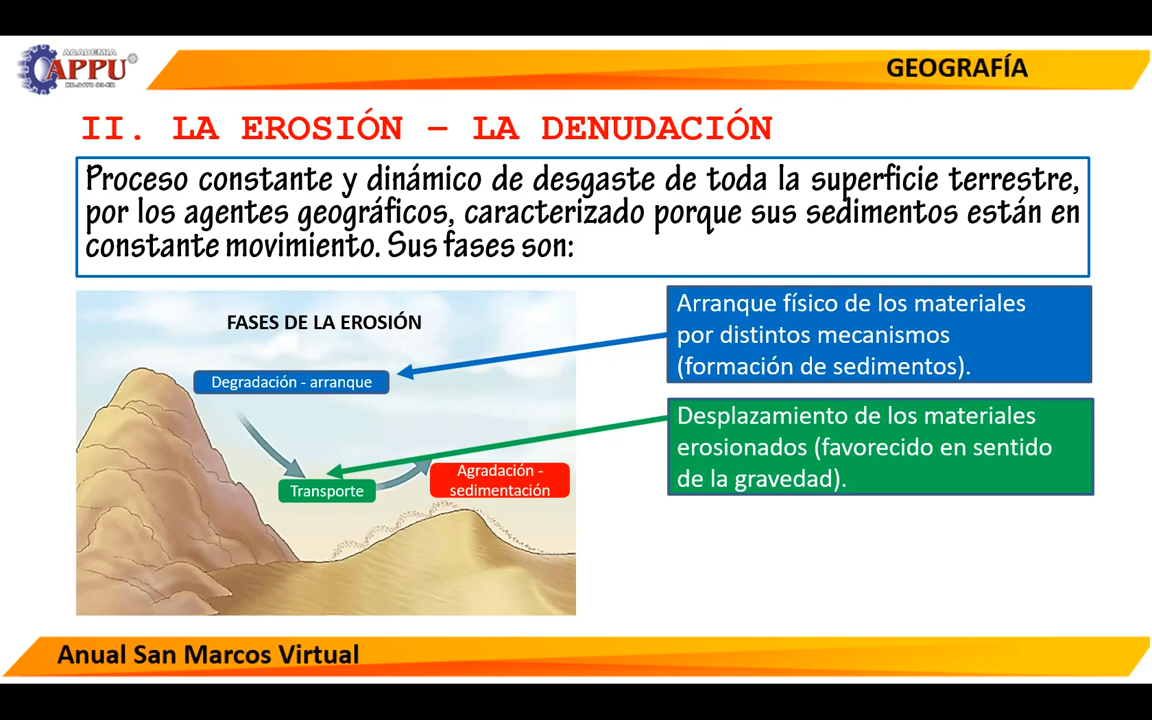 ACADEMIA
APPU
GEOGRAFÍA
II. LA EROSIÓN – LA DENUDACIÓN
Proceso constante y dinámico de desgaste de toda la superficie terrestre,
por los agentes geográficos, caracterizado porque sus sedimentos están en
constante movimiento. Sus fases son:
FASES DE LA EROSIÓN
Degradación - arranque
Transporte
Agradación -
sedimentación
Arranque físico de los materiales
por distintos mecanismos
(formación de sedimentos).
Desplazamiento de los materiales
erosionados (favorecido en sentido
de la gravedad).
Anual San Marcos Virtual